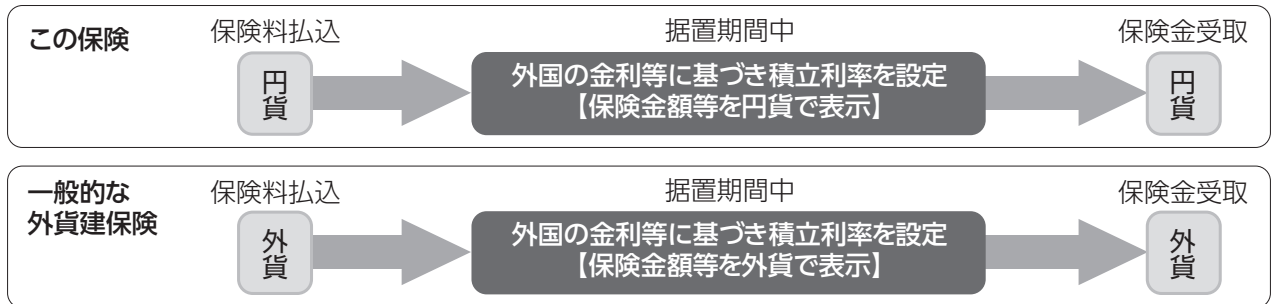 この保険
保険料払込
据置期間中
保険金受取
円貨
外国の金利等に基づき積立利率を設定
【保険金額等を円貨で表示】
円貨
一般的な
外貨建保険
保険料払込
据置期間中
保険金受取
外貨
外国の金利等に基づき積立利率を設定
【保険金額等を外貨で表示】
外貨